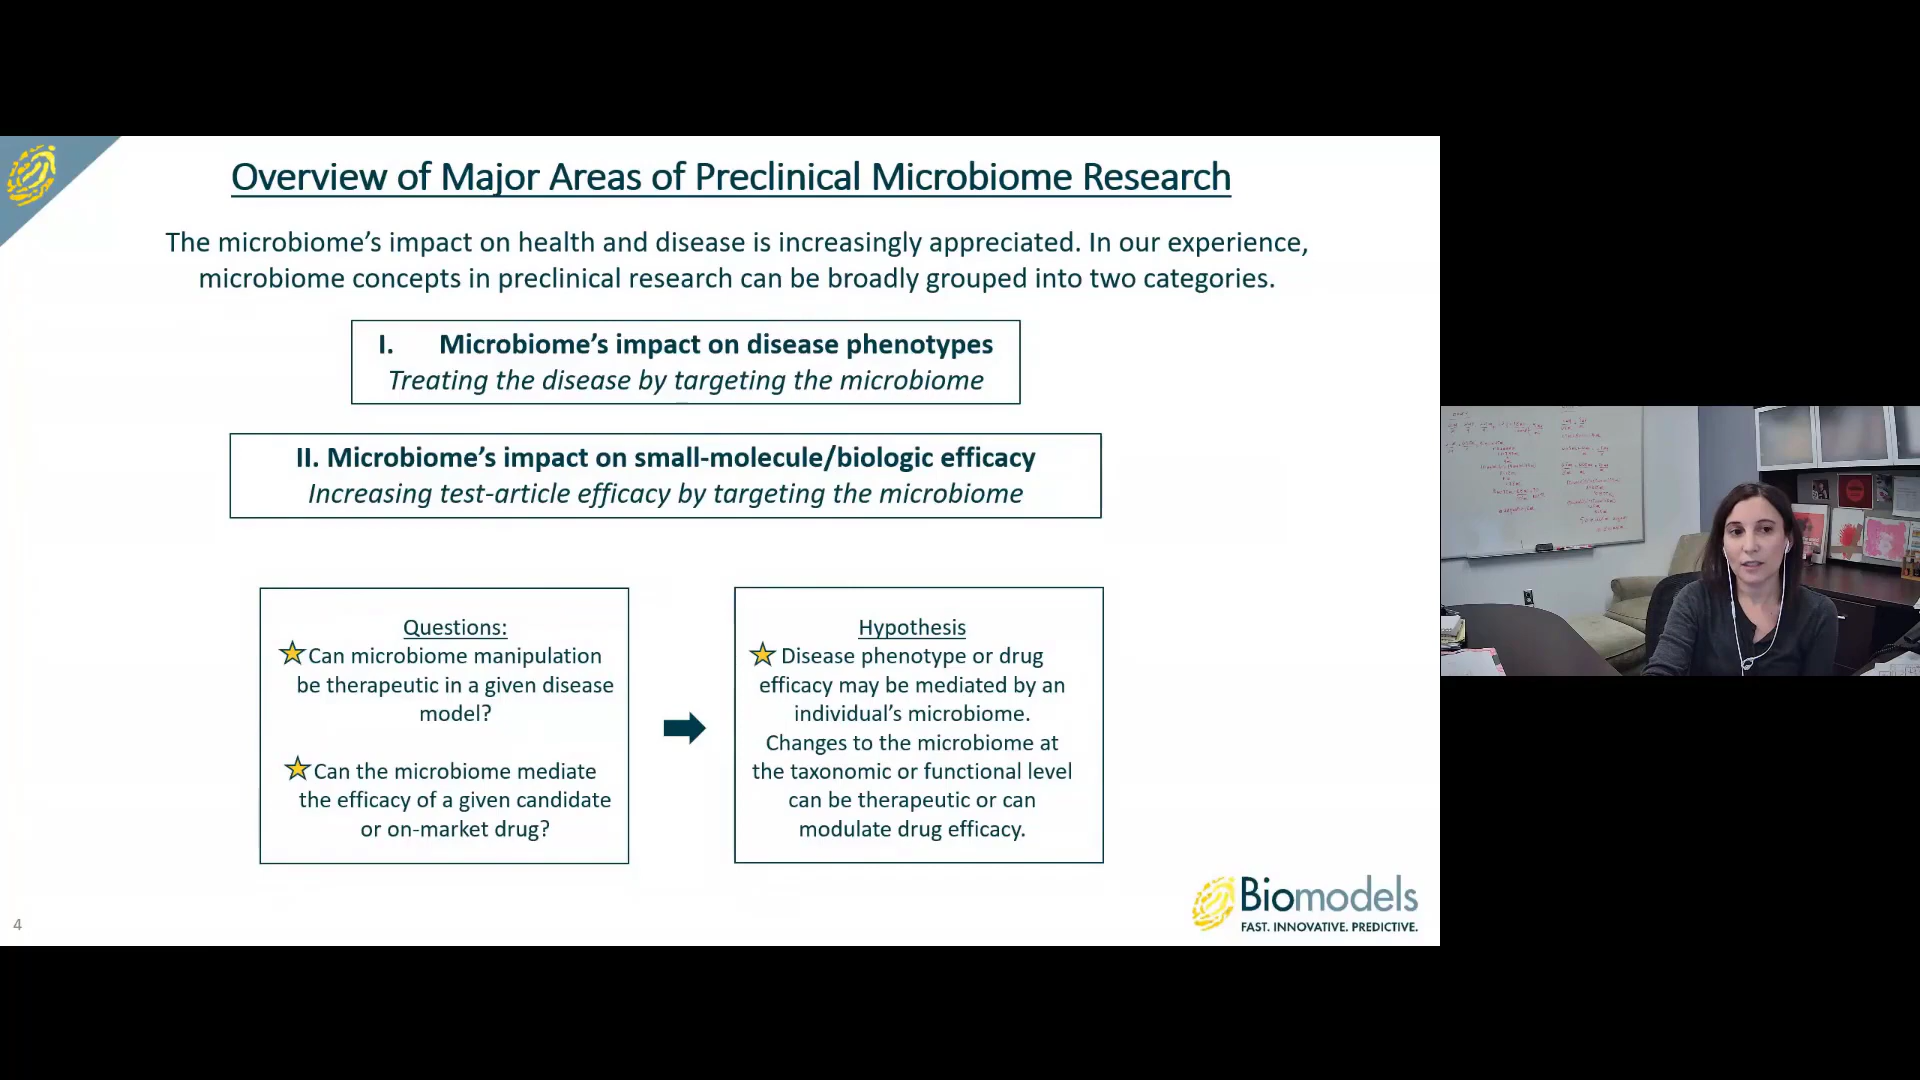 Overview of Major Areas of Preclinical Microbiome Research
The microbiome’s impact on health and disease is increasingly appreciated. In our experience,
microbiome concepts in preclinical research can be broadly grouped into two categories.
I. Microbiome’s impact on disease phenotypes
Treating the disease by targeting the microbiome
II. Microbiome’s impact on small-molecule/biologic efficacy
Increasing test-article efficacy by targeting the microbiome
Questions:
Can microbiome manipulation
be therapeutic in a given disease
model?
Can the microbiome mediate
the efficacy of a given candidate
or on-market drug?
Hypothesis
Disease phenotype or drug
efficacy may be mediated by an
individual’s microbiome.
Changes to the microbiome at
the taxonomic or functional level
can be therapeutic or can
modulate drug efficacy.
4
Biomodels
FAST. INNOVATIVE. PREDICTIVE.